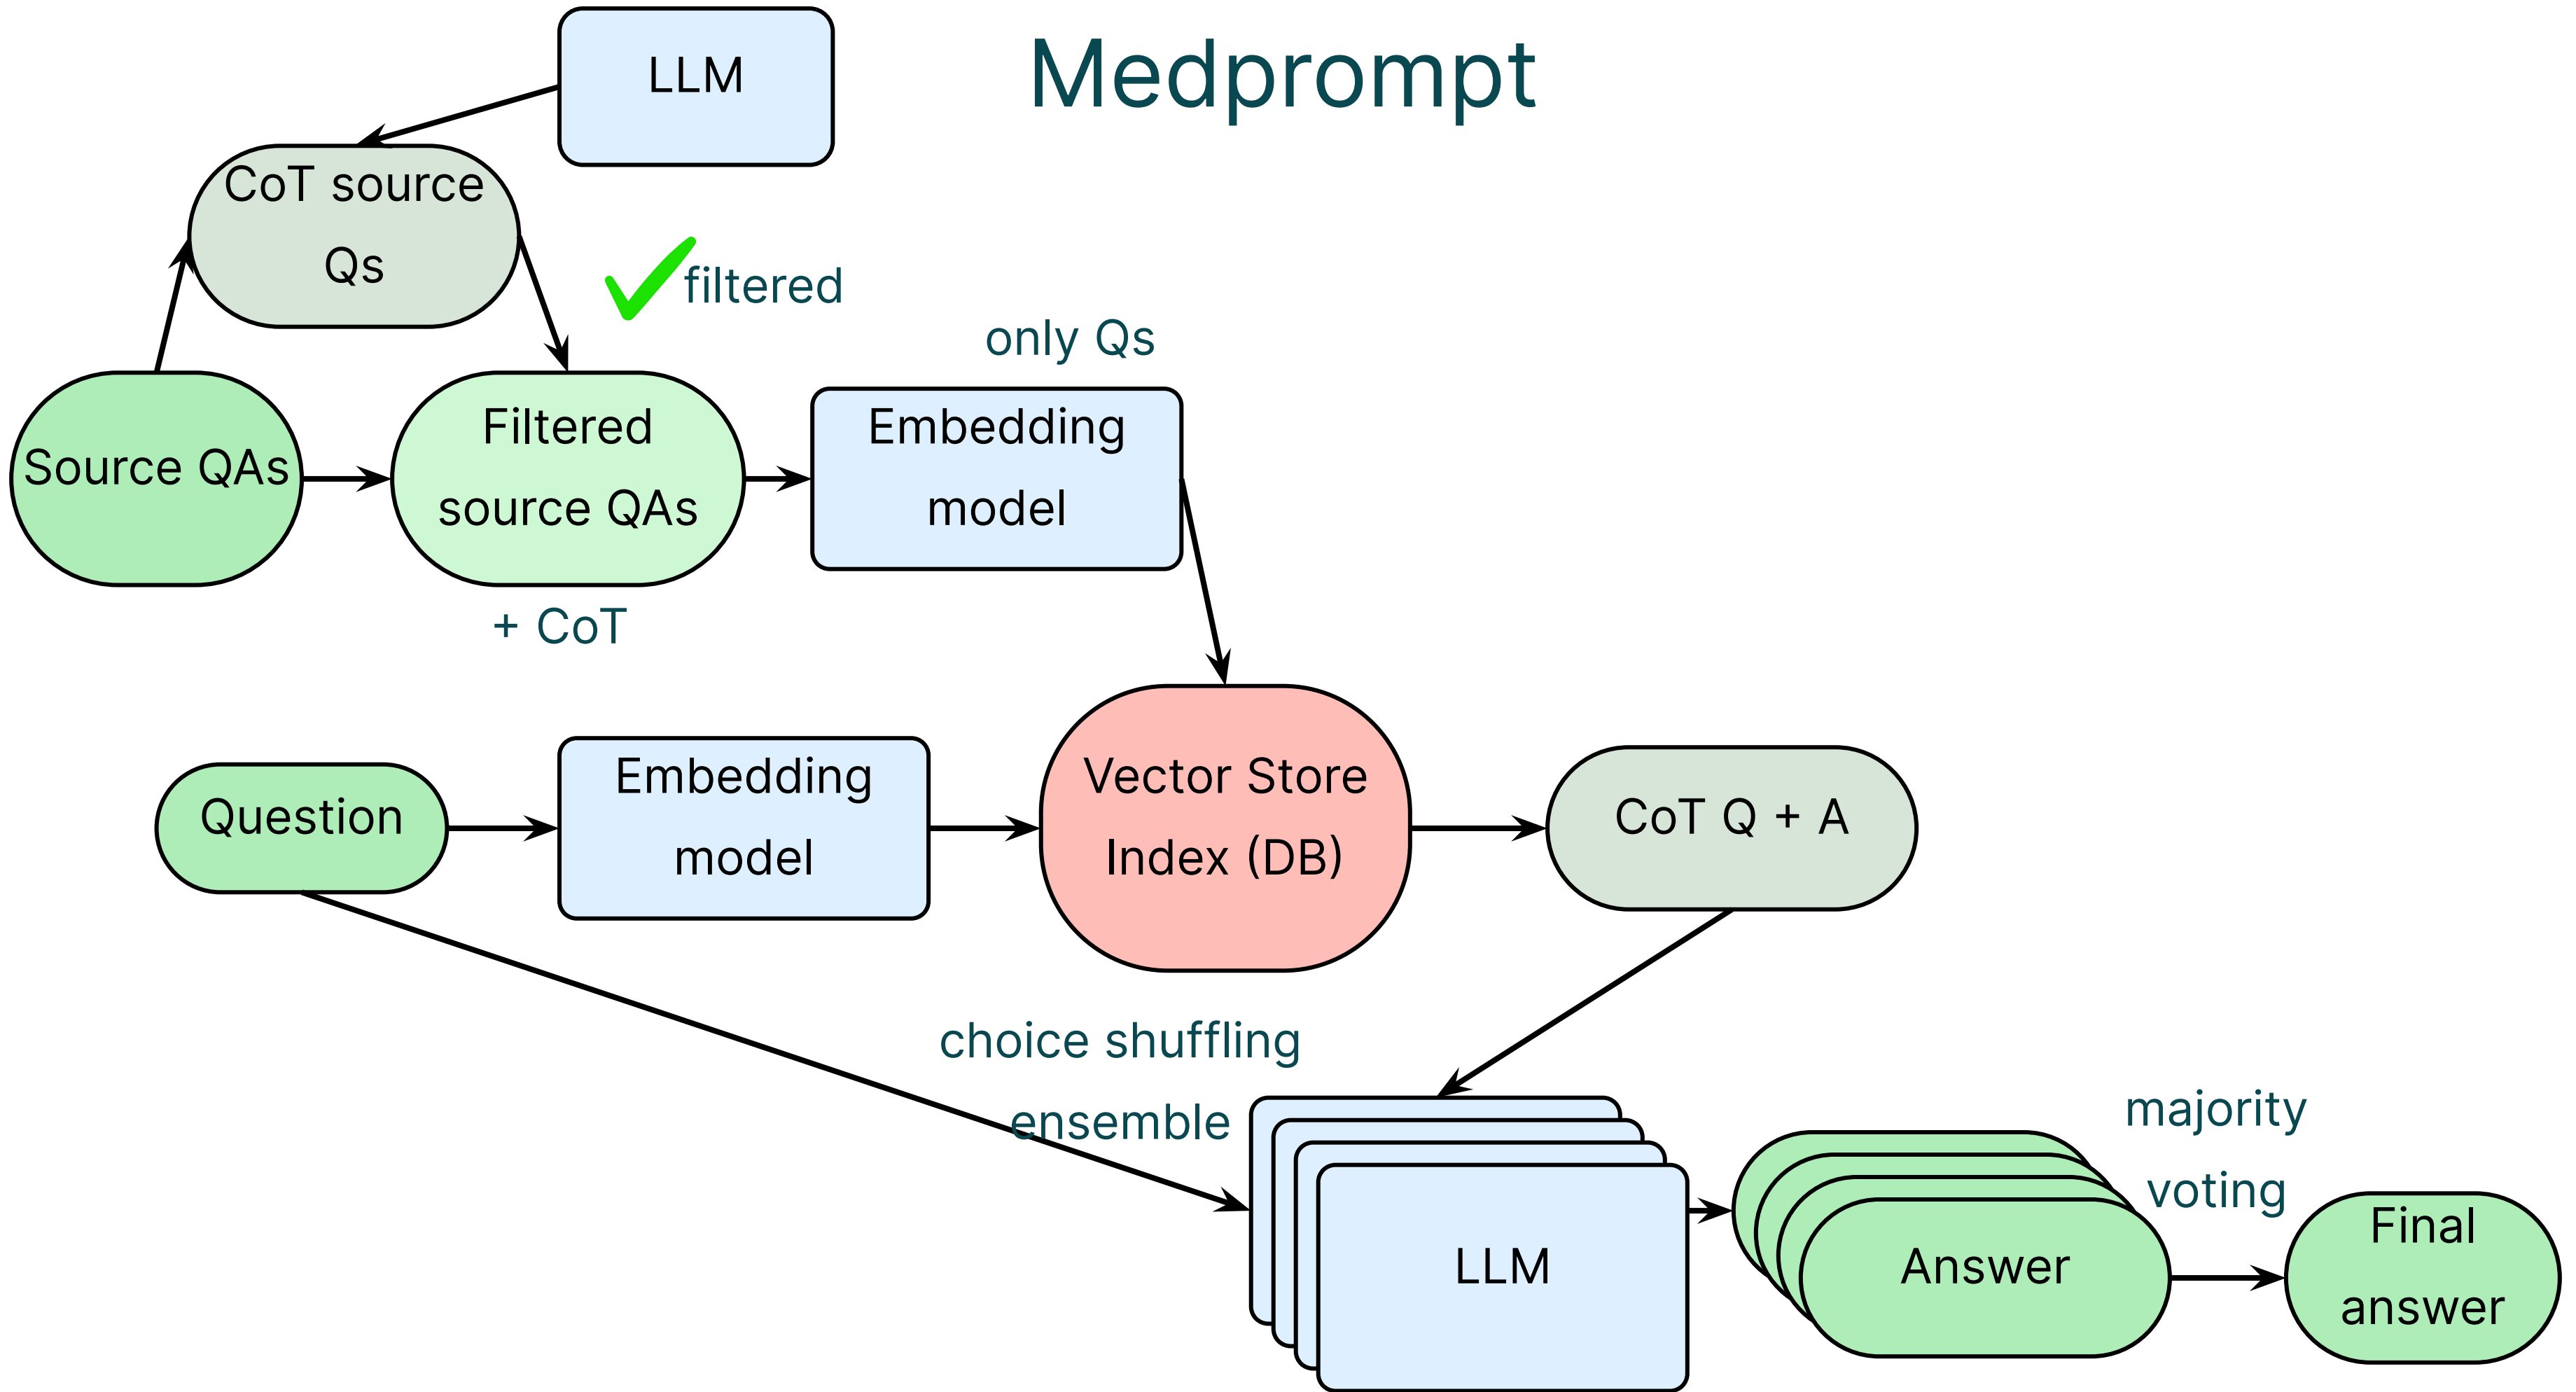 Medprompt
LLM
CoT source
Qs
filtered
only Qs
Source QAs
Filtered
source QAs
Embedding
model
+ CoT
Question
Embedding
model
Vector Store
Index (DB)
CoT Q + A
choice shuffling
ensemble
LLM
Answer
majority
voting
Final
answer